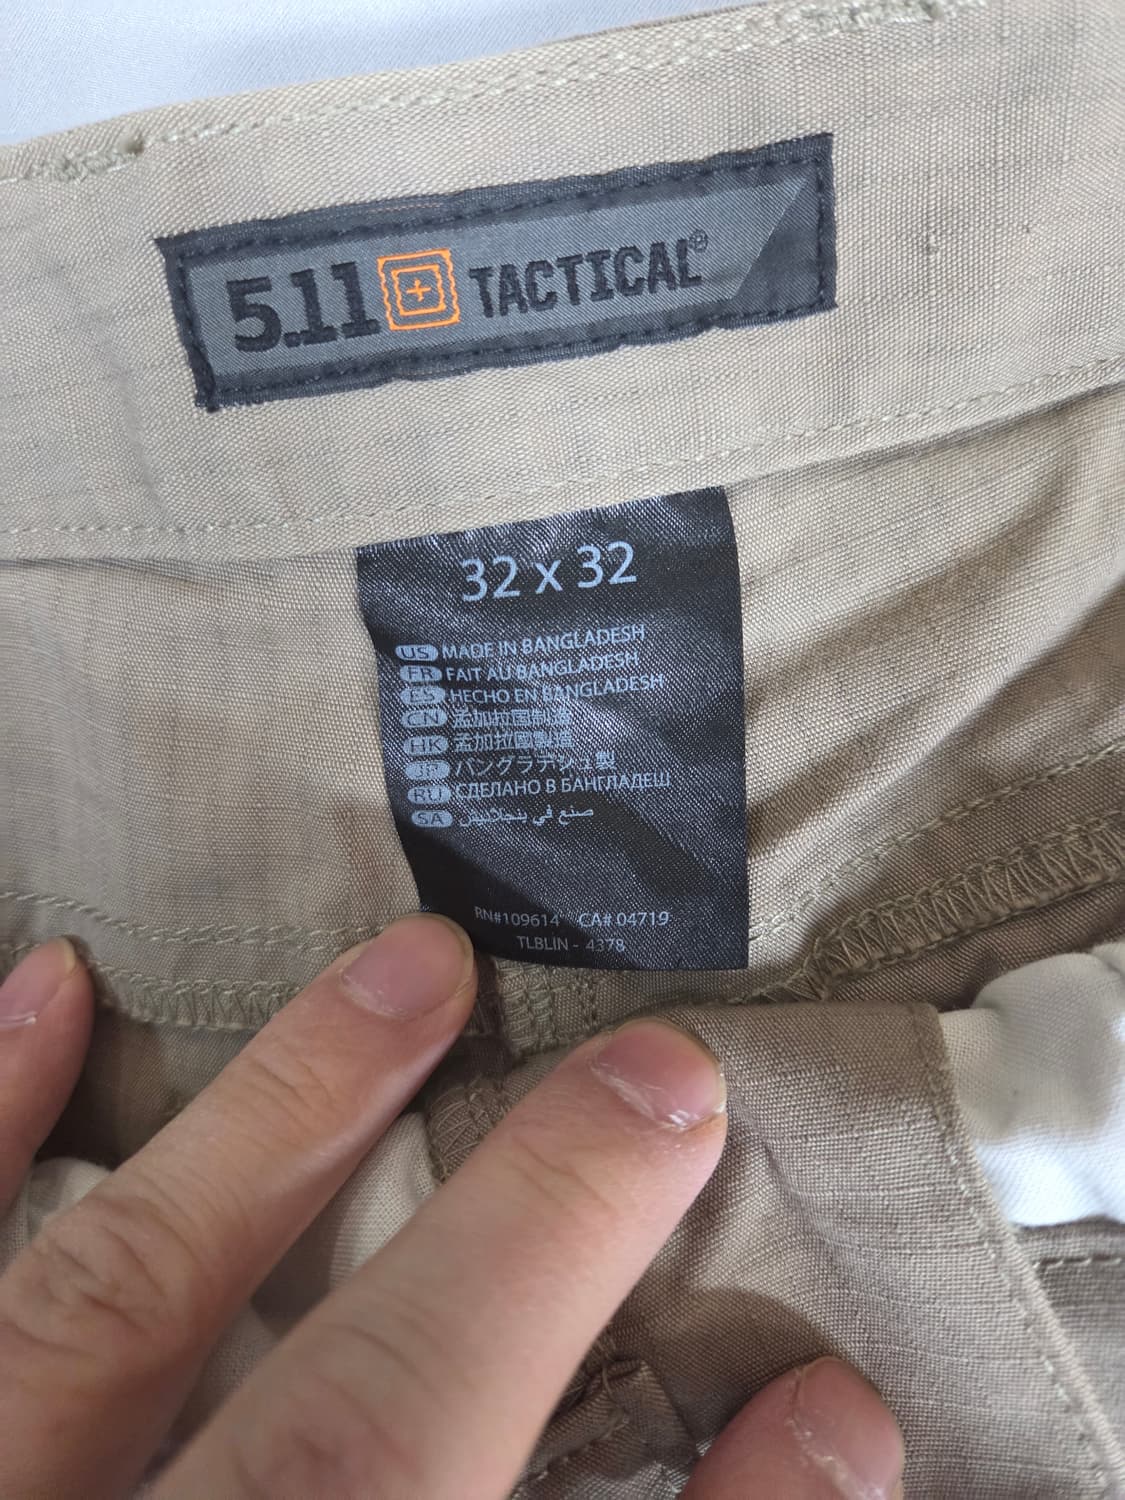 5.11 TACTICAL®
32 x 32
US MADE IN BANGLADESH
FR FAIT AU BANGLADESH
ES HECHO EN BANGLADESH
CN 孟加拉国制造
HK 孟加拉國製造
JP バングラデシュ製
RU СДЕЛАНО В БАНГЛАДЕШ
SA صنع في بنجلاديش
RN#109614 CA# 04719
TLBLIN - 4378